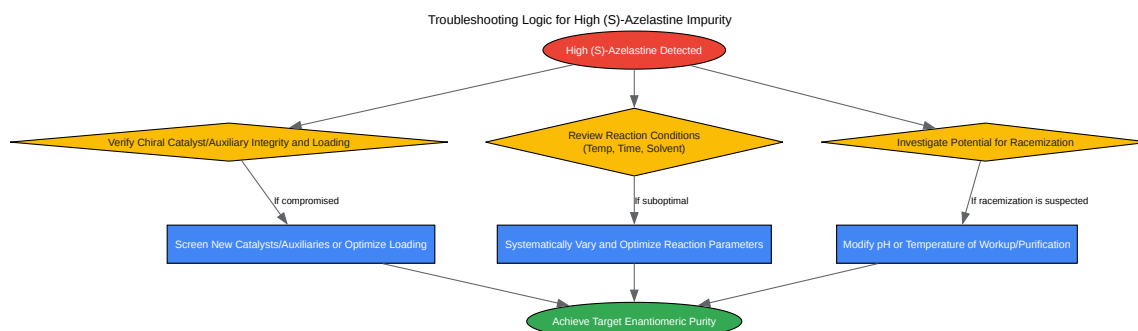 Troubleshooting Logic for High (S)-Azelastine Impurity
High (S)-Azelastine Detected
Verify Chiral Catalyst/Auxiliary Integrity and Loading
Review Reaction Conditions
(Temp, Time, Solvent)
Investigate Potential for Racemization
If compromised
If suboptimal
If racemization is suspected
Screen New Catalysts/Auxiliaries or Optimize Loading
Systematically Vary and Optimize Reaction Parameters
Modify pH or Temperature of Workup/Purification
Achieve Target Enantiomeric Purity